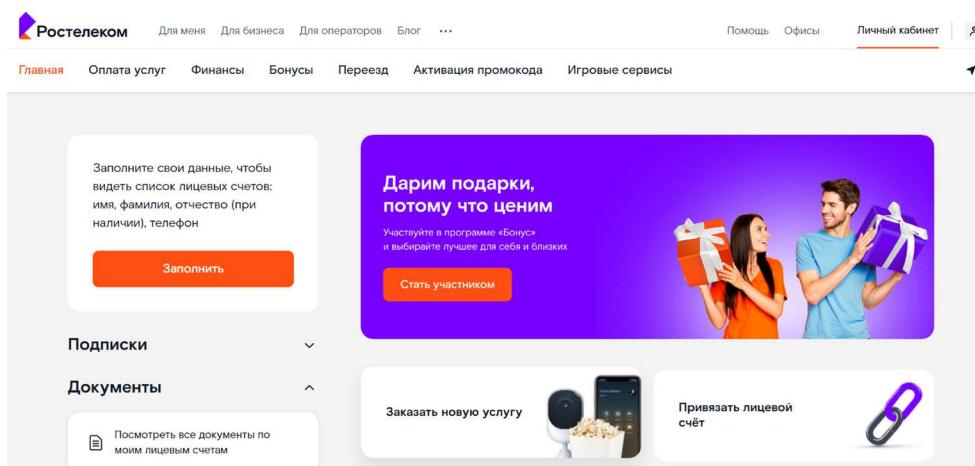 Ростелеком
Для меня Для бизнеса Для операторов Блог ...
Помощь Офисы Личный кабинет
Главная Оплата услуг Финансы Бонусы Переезд Активация промокода Игровые сервисы
Заполните свои данные, чтобы
видеть список лицевых счетов:
имя, фамилия, отчество (при
наличии), телефон
Заполнить
Подписки
Документы
Посмотреть все документы по
моим лицевым счетам
Дарим подарки,
потому что ценим
Участвуйте в программе «Бонус»
и выбирайте лучшее для себя и близких
Стать участником
Заказать новую услугу
Привязать лицевой
счёт